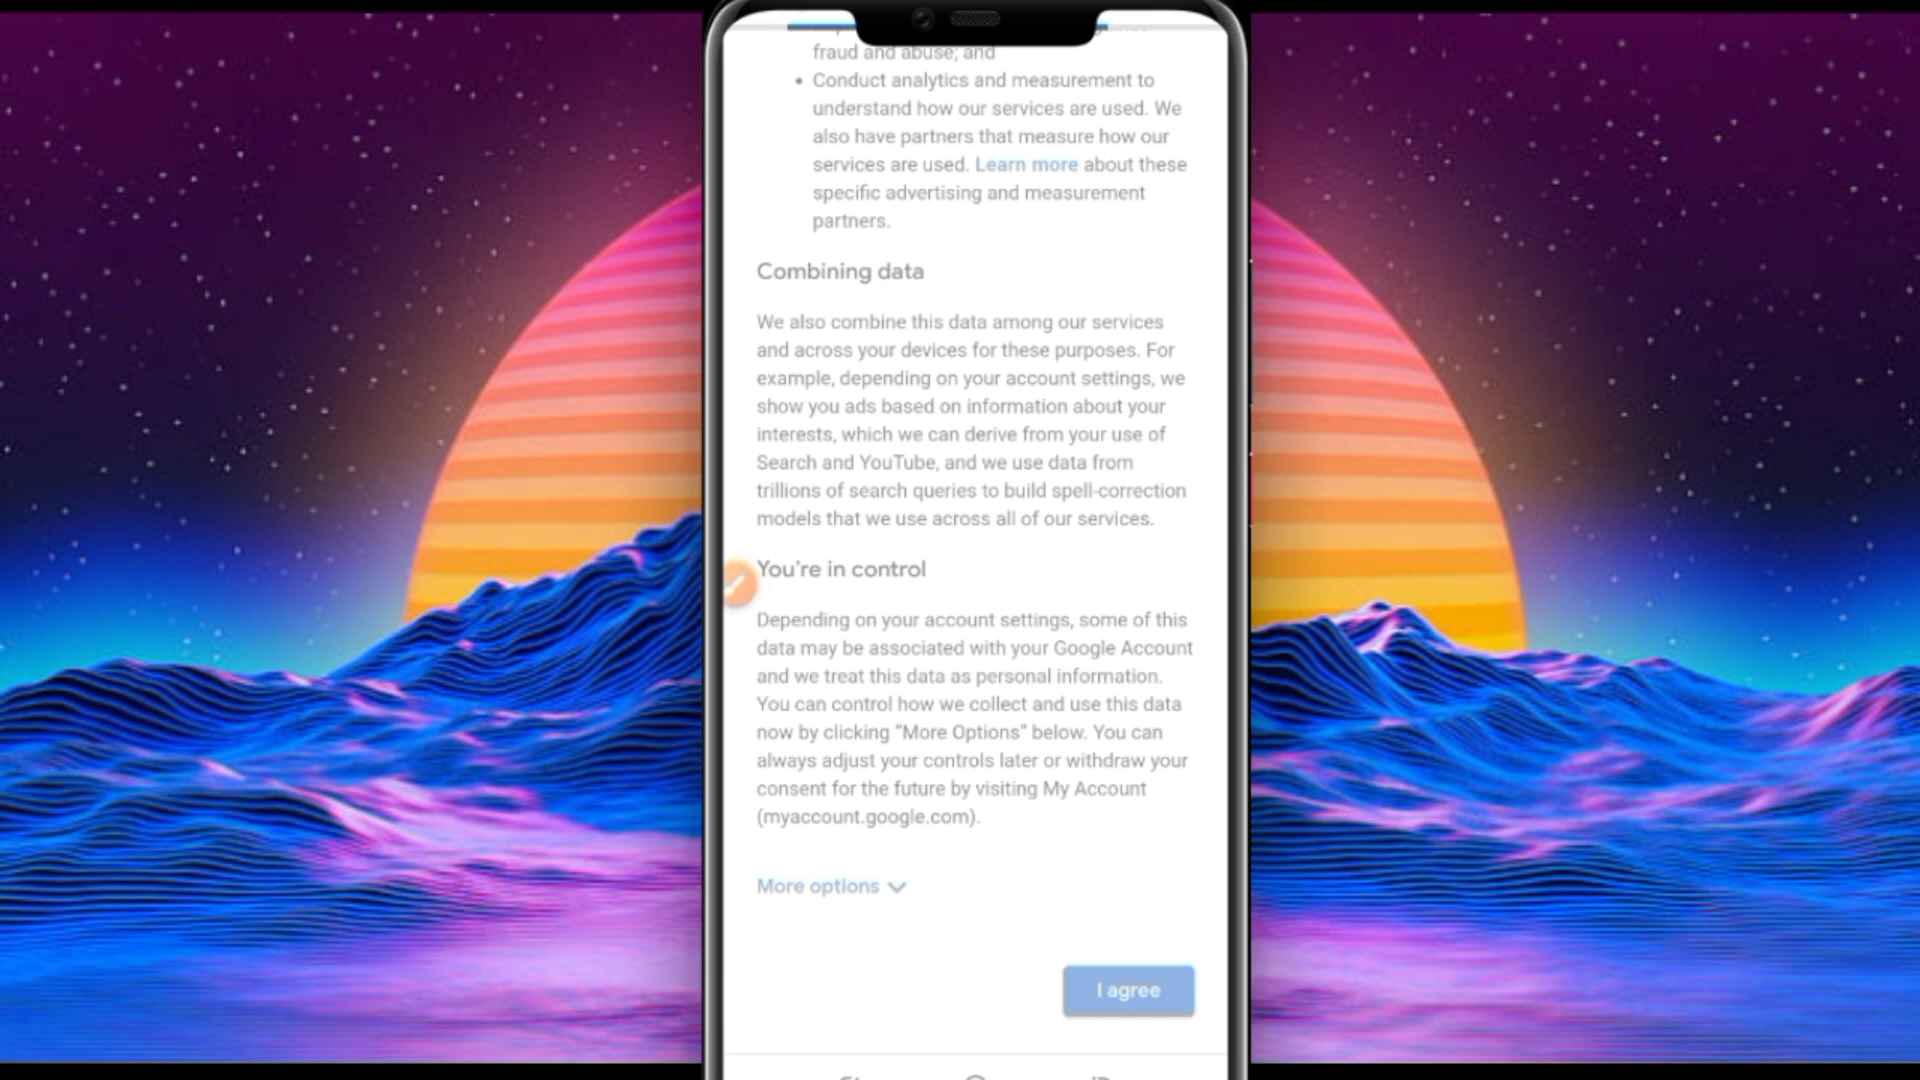 fraud and abuse; and
• Conduct analytics and measurement to
understand how our services are used. We
also have partners that measure how our
services are used. Learn more about these
specific advertising and measurement
partners.
Combining data
We also combine this data among our services
and across your devices for these purposes. For
example, depending on your account settings, we
show you ads based on information about your
interests, which we can derive from your use of
Search and YouTube, and we use data from
trillions of search queries to build spell-correction
models that we use across all of our services.
You're in control
Depending on your account settings, some of this
data may be associated with your Google Account
and we treat this data as personal information.
You can control how we collect and use this data
now by clicking “More Options” below. You can
always adjust your controls later or withdraw your
consent for the future by visiting My Account
(myaccount.google.com).
More options
I agree